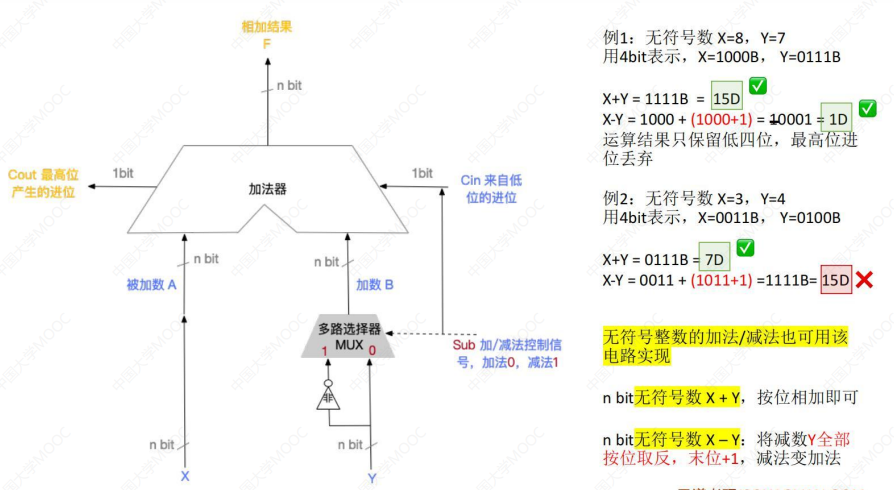 相加结果
F
n bit
Cout 最高位
产生的进位
1bit
加法器
1bit
Cin 来自低
位的进位
n bit
被加数 A
n bit
加数 B
多路选择器
MUX
1
0
Sub 加/减法控制信
号，加法0，减法1
非
n bit
n bit
X
Y
例1：无符号数 X=8，Y=7
用4bit表示，X=1000B， Y=0111B
X+Y = 1111B = 15D
X-Y = 1000 + (1000+1) = 10001 = 1D
运算结果只保留低四位，最高位进
位丢弃
例2：无符号数 X=3，Y=4
用4bit表示，X=0011B， Y=0100B
X+Y = 0111B = 7D
X-Y = 0011 + (1011+1) =1111B= 15D
无符号整数的加法/减法也可用该
电路实现
n bit无符号数 X + Y，按位相加即可
n bit无符号数 X – Y：将减数Y全部
按位取反，末位+1，减法变加法
中国大学MOOC